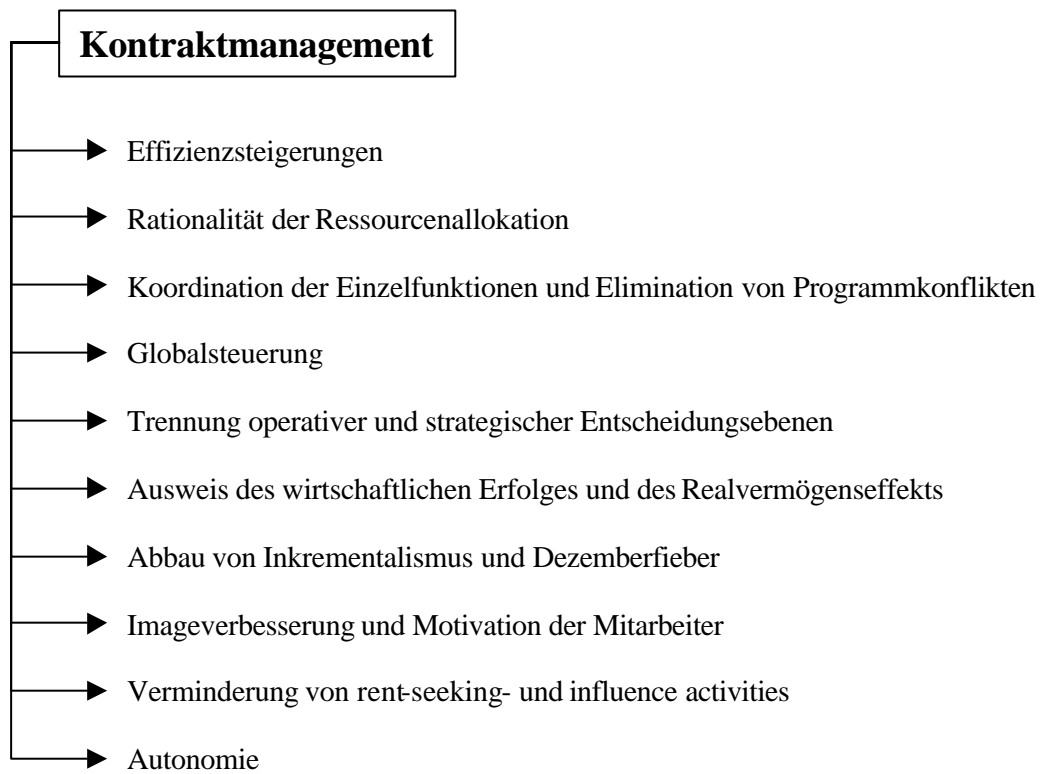 Kontraktmanagement
Effizienzsteigerungen
Rationalität der Ressourcenallokation
Koordination der Einzelfunktionen und Elimination von Programmkonflikten
Globalsteuerung
Trennung operativer und strategischer Entscheidungsebenen
Ausweis des wirtschaftlichen Erfolges und des Realvermögenseffekts
Abbau von Inkrementalismus und Dezemberfieber
Imageverbesserung und Motivation der Mitarbeiter
Verminderung von rent-seeking- und influence activities
Autonomie